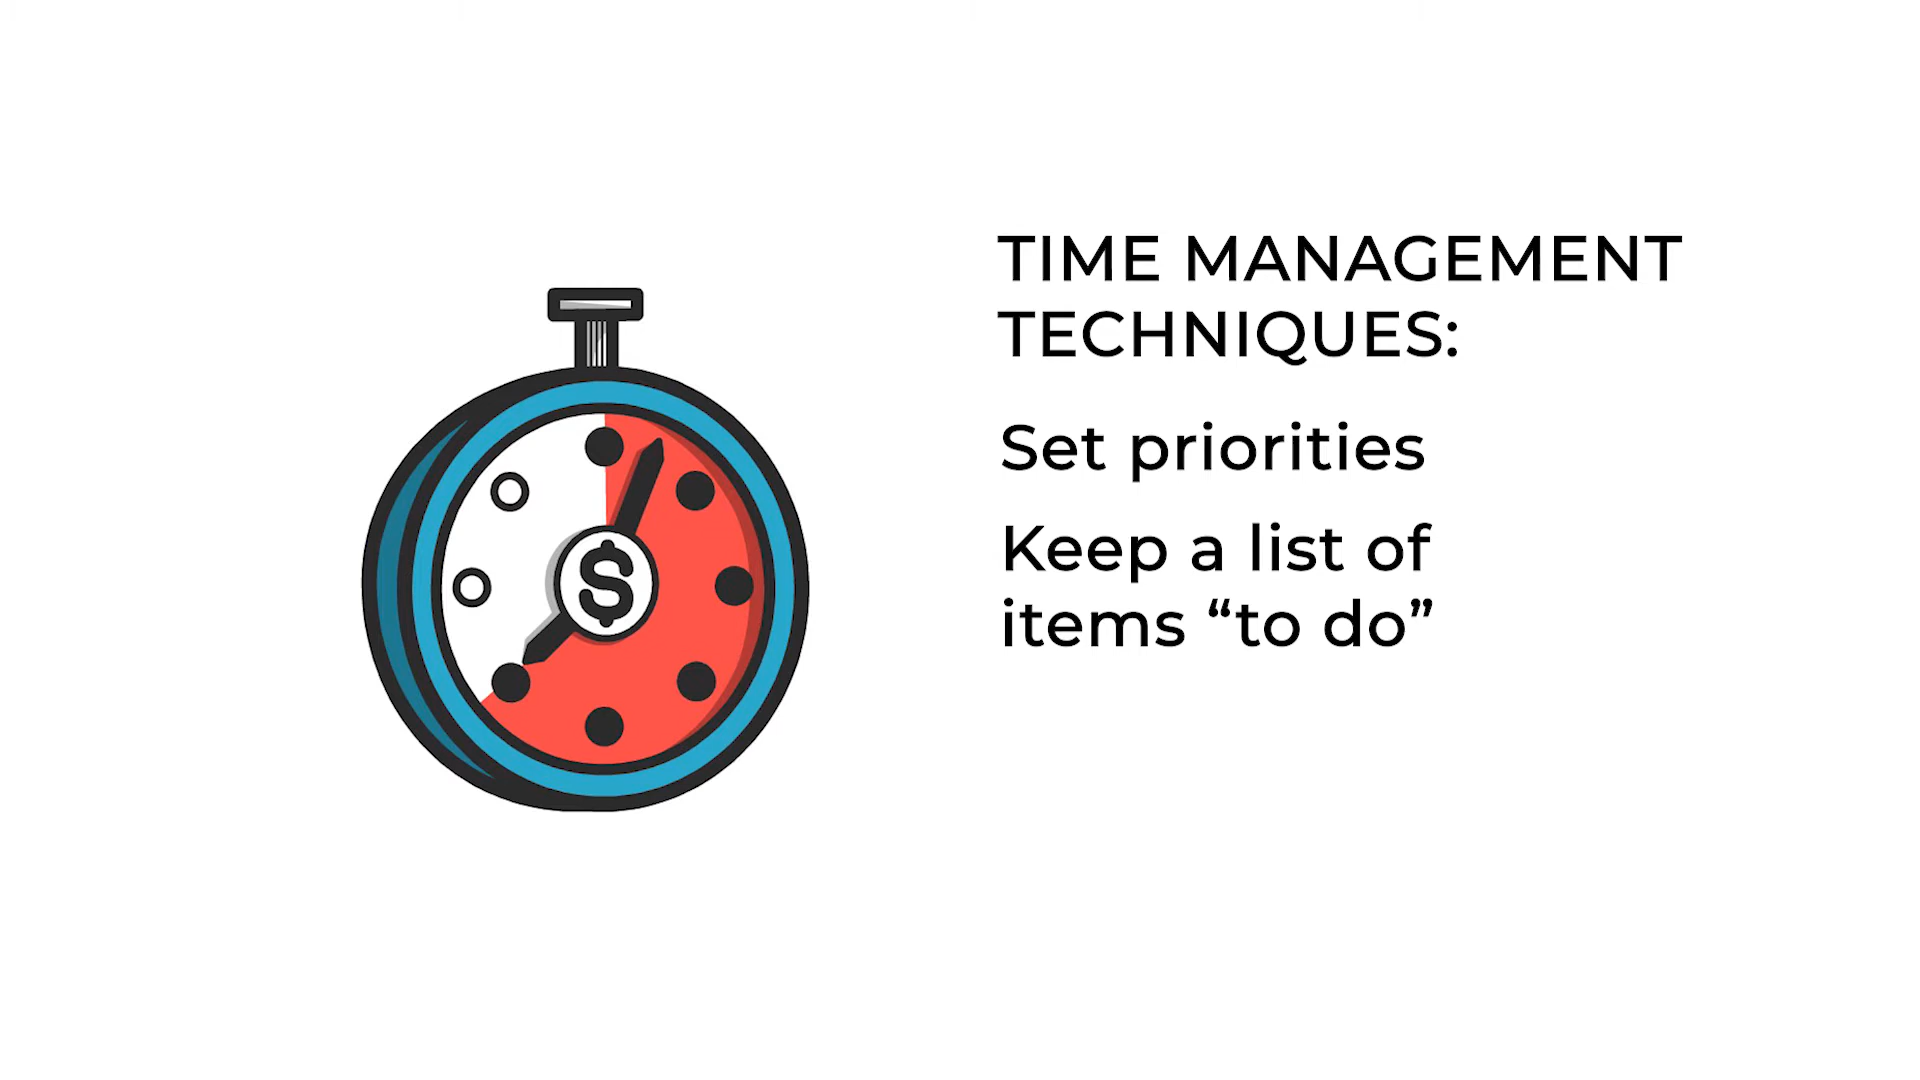 TIME MANAGEMENT
TECHNIQUES:
Set priorities
Keep a list of
items “to do”
$